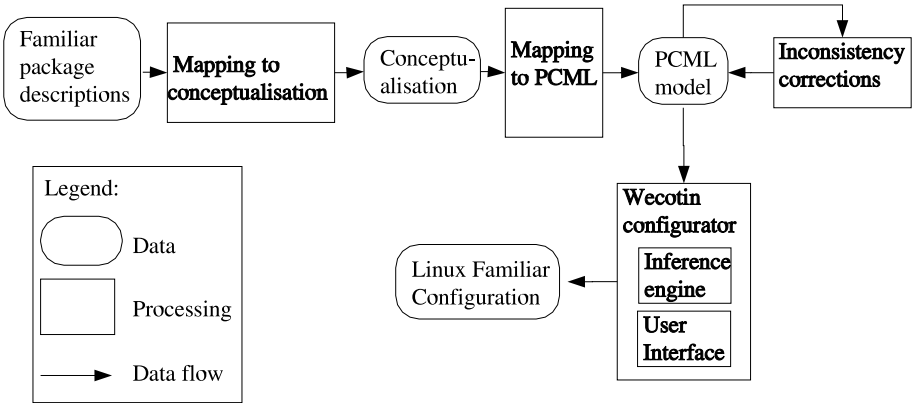 Familiar
package
descriptions
Mapping to
conceptualisation
Conceptu-
alisation
Mapping
to PCML
PCML
model
Inconsistency
corrections
Wecotin
configurator
Inference
engine
User
Interface
Linux Familiar
Configuration
Legend:
Data
Processing
Data flow